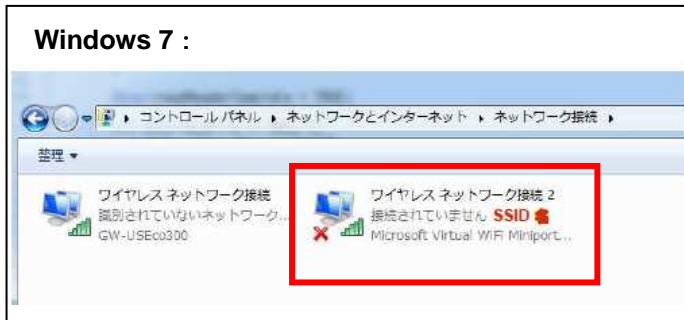 Windows 7：
コントロール パネル ▸ ネットワークとインターネット ▸ ネットワーク接続 ▸
整理 ▼
ワイヤレス ネットワーク接続
識別されていないネットワーク...
GW-USEco300
ワイヤレス ネットワーク接続 2
接続されていません SSID 名
Microsoft Virtual WiFi Miniport...